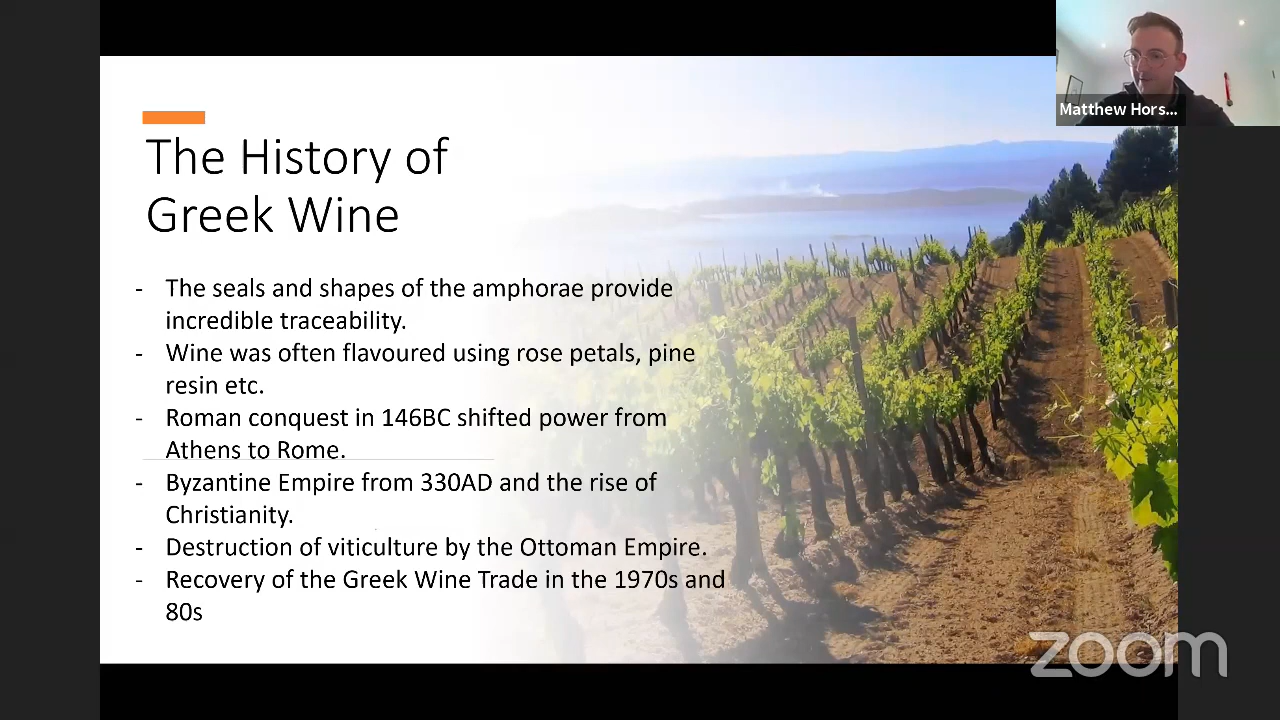 Matthew Hors...
The History of
Greek Wine
- The seals and shapes of the amphorae provide
incredible traceability.
- Wine was often flavoured using rose petals, pine
resin etc.
- Roman conquest in 146BC shifted power from
Athens to Rome.
- Byzantine Empire from 330AD and the rise of
Christianity.
- Destruction of viticulture by the Ottoman Empire.
- Recovery of the Greek Wine Trade in the 1970s and
80s
zoom